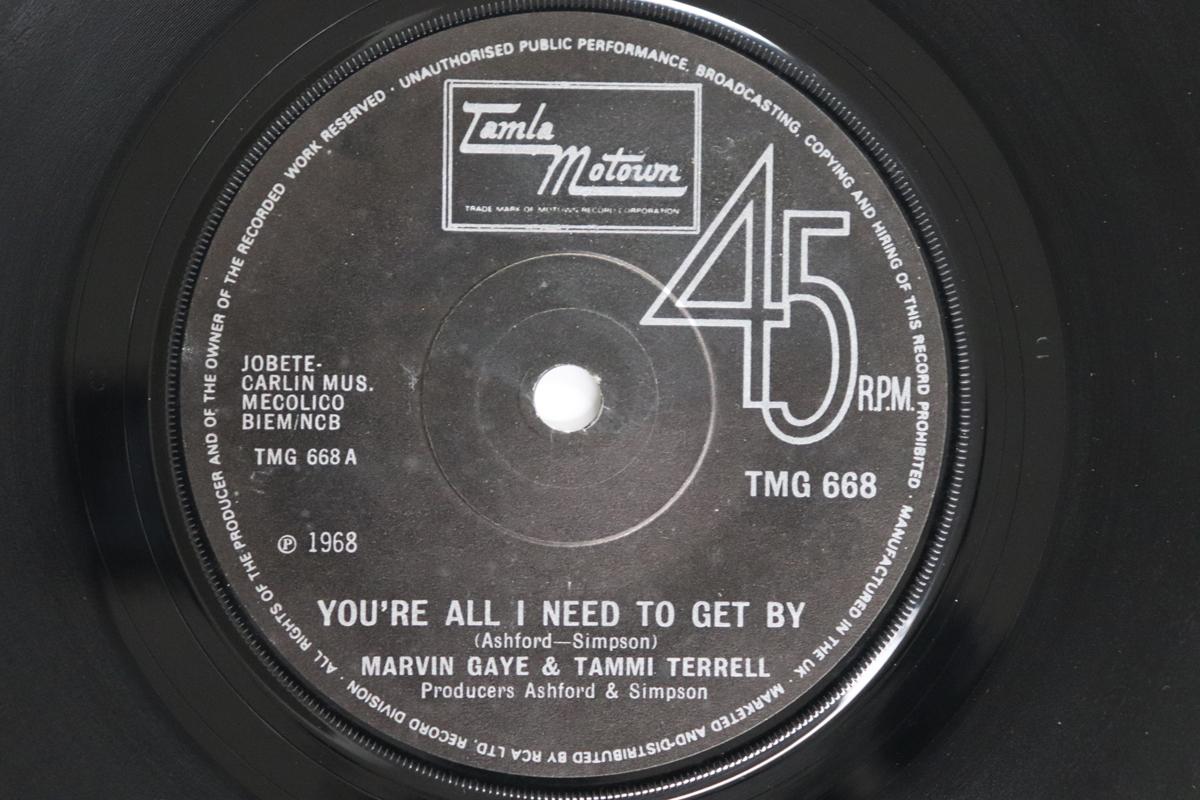 UNAUTHORISED PUBLIC PERFORMANCE, BROADCASTING, COPYING AND HIRING OF THIS RECORD PROHIBITED · MANUFACTURED IN THE UK · MARKETED AND DISTRIBUTED BY RCA LTD. RECORD DIVISION · ALL RIGHTS OF THE PRODUCER AND OF THE OWNER OF THE RECORDED WORK RESERVED ·
Tamla
Motown
TRADE MARK OF MOTOWN RECORD CORPORATION
45
R.P.M.
JOBETE-
CARLIN MUS.
MECOLICO
BIEM/NCB
TMG 668 A
TMG 668
℗ 1968
YOU'RE ALL I NEED TO GET BY
(Ashford—Simpson)
MARVIN GAYE & TAMMI TERRELL
Producers Ashford & Simpson